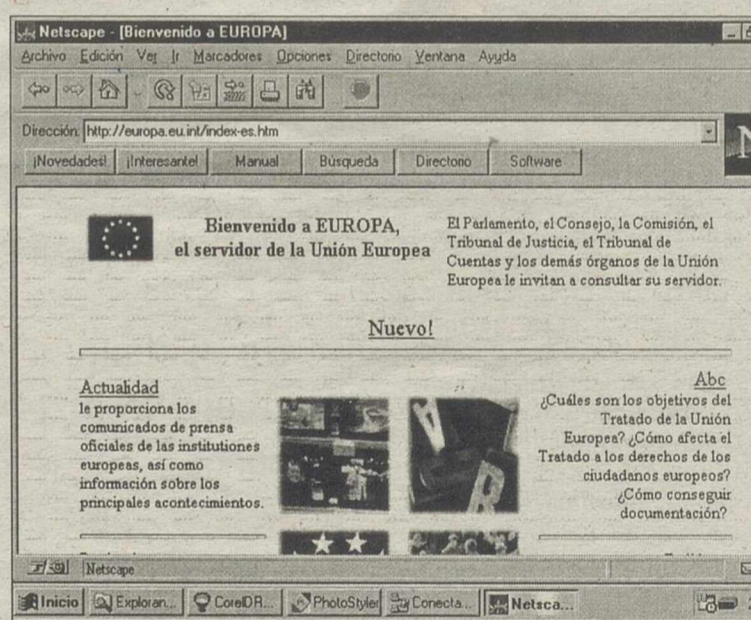 Netscape - [Bienvenido a EUROPA]
Archivo Edición Ver Ir Marcadores Opciones Directorio Ventana Ayuda
Dirección: http://europa.eu.int/index-es.htm
¡Novedades! ¡Interesante! Manual Búsqueda Directorio Software
N
Bienvenido a EUROPA,
el servidor de la Unión Europea
El Parlamento, el Consejo, la Comisión, el
Tribunal de Justicia, el Tribunal de
Cuentas y los demás órganos de la Unión
Europea le invitan a consultar su servidor.
Nuevo!
Actualidad
le proporciona los
comunicados de prensa
oficiales de las institutiones
europeas, así como
información sobre los
principales acontecimientos.
A
R
Abc
¿Cuáles son los objetivos del
Tratado de la Unión
Europea? ¿Cómo afecta el
Tratado a los derechos de los
ciudadanos europeos?
¿Cómo conseguir
documentación?
Netscape
Inicio Exploran... CorelDR... PhotoStyler Conecta... Netsca...